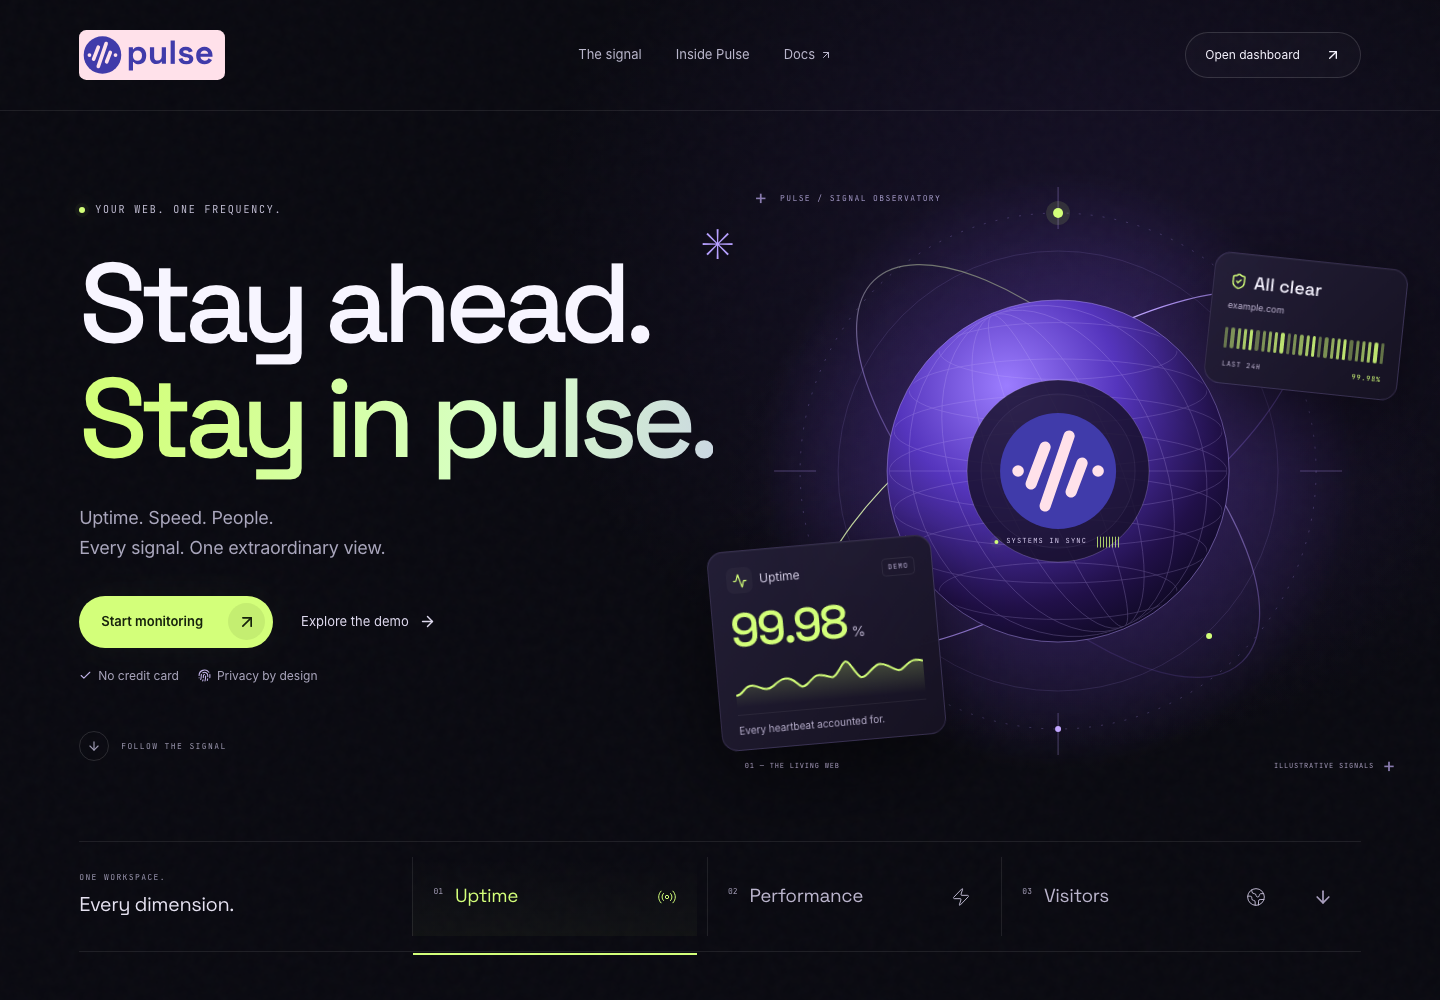 pulse
The signal
Inside Pulse
Docs
Open dashboard
YOUR WEB. ONE FREQUENCY.
PULSE / SIGNAL OBSERVATORY
Stay ahead.
Stay in pulse.
Uptime. Speed. People.
Every signal. One extraordinary view.
Start monitoring
Explore the demo
No credit card
Privacy by design
FOLLOW THE SIGNAL
All clear
example.com
LAST 24H
99.98%
SYSTEMS IN SYNC
Uptime
DEMO
99.98 %
Every heartbeat accounted for.
01 — THE LIVING WEB
ILLUSTRATIVE SIGNALS
ONE WORKSPACE.
Every dimension.
01 Uptime
02 Performance
03 Visitors